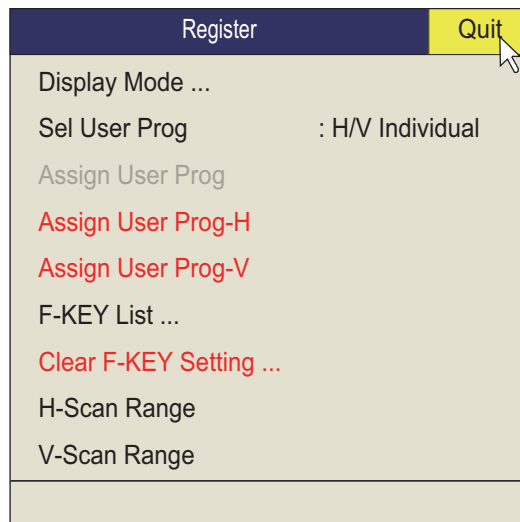 Register Quit
Display Mode ...
Sel User Prog : H/V Individual
Assign User Prog
Assign User Prog-H
Assign User Prog-V
F-KEY List ...
Clear F-KEY Setting ...
H-Scan Range
V-Scan Range